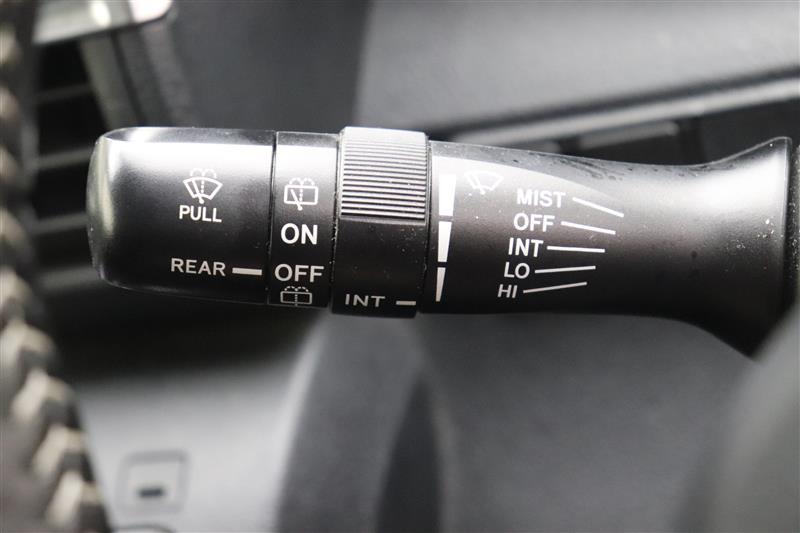 PULL
REAR
ON
OFF
INT
MIST
OFF
INT
LO
HI